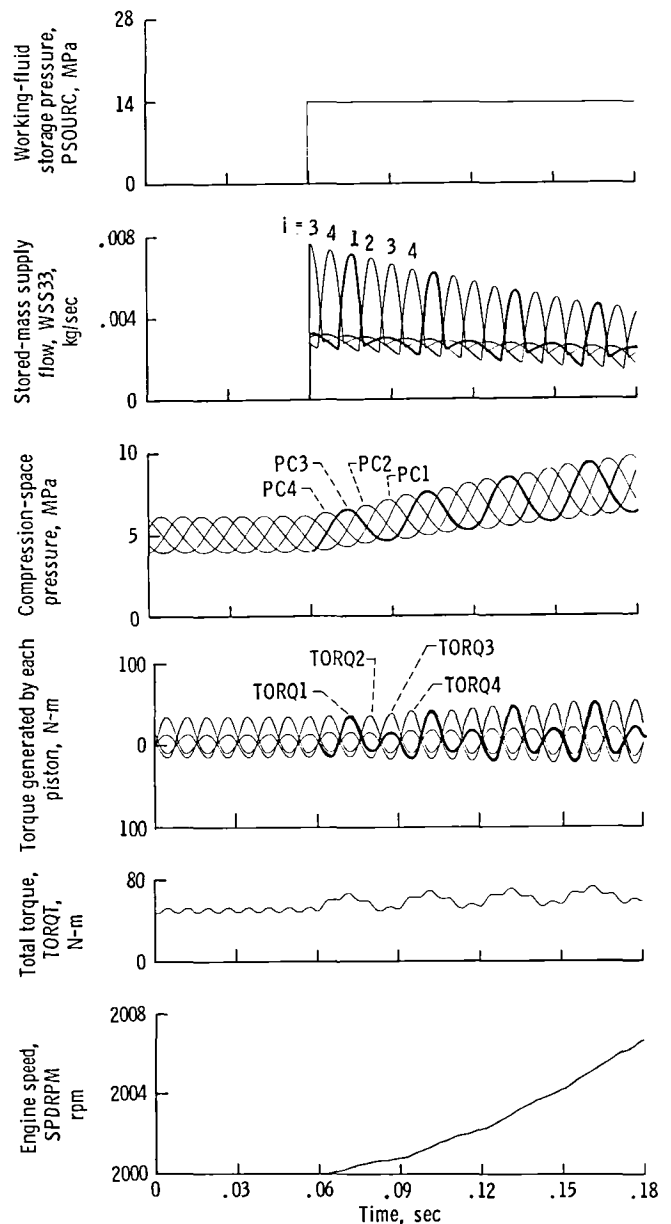 Working-fluid
storage pressure,
PSOURC, MPa
28
14
0
Stored-mass supply
flow, WSS33,
kg/sec
.008
.004
0
i = 3 4 1 2 3 4
Compression-space
pressure, MPa
10
5
0
PC3
PC2
PC4
PC1
Torque generated by each
piston, N-m
100
0
100
TORQ2
TORQ3
TORQ1
TORQ4
Total torque,
TORQT,
N-m
80
0
Engine speed,
SPDRPM
rpm
2008
2004
2000
0 .03 .06 .09 .12 .15 .18
Time, sec